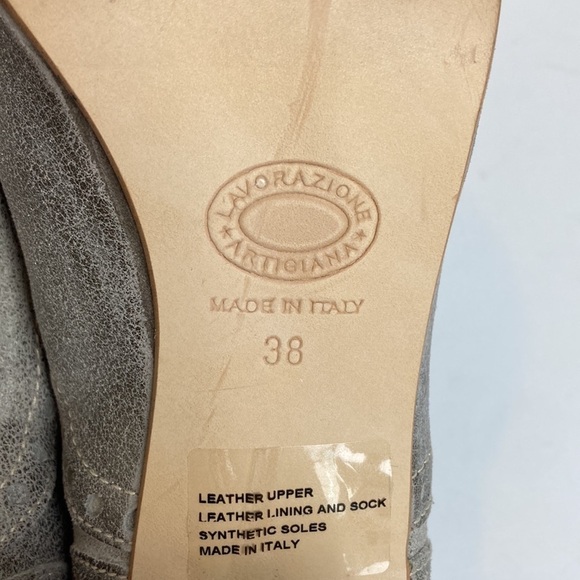 LAVORAZIONE
★ARTIGIANA★
MADE IN ITALY
38
LEATHER UPPER
LEATHER LINING AND SOCK
SYNTHETIC SOLES
MADE IN ITALY